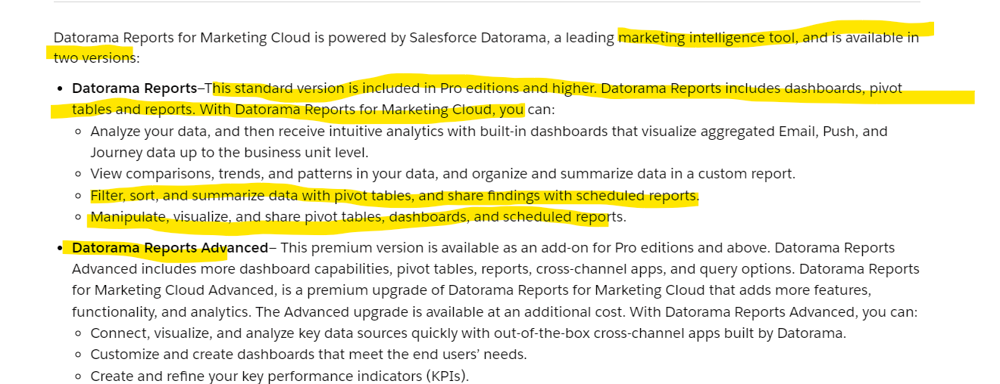 Datorama Reports for Marketing Cloud is powered by Salesforce Datorama, a leading marketing intelligence tool, and is available in
two versions:
• Datorama Reports—This standard version is included in Pro editions and higher. Datorama Reports includes dashboards, pivot
tables and reports. With Datorama Reports for Marketing Cloud, you can:
◦ Analyze your data, and then receive intuitive analytics with built-in dashboards that visualize aggregated Email, Push, and
Journey data up to the business unit level.
◦ View comparisons, trends, and patterns in your data, and organize and summarize data in a custom report.
◦ Filter, sort, and summarize data with pivot tables, and share findings with scheduled reports.
◦ Manipulate, visualize, and share pivot tables, dashboards, and scheduled reports.
• Datorama Reports Advanced— This premium version is available as an add-on for Pro editions and above. Datorama Reports
Advanced includes more dashboard capabilities, pivot tables, reports, cross-channel apps, and query options. Datorama Reports
for Marketing Cloud Advanced, is a premium upgrade of Datorama Reports for Marketing Cloud that adds more features,
functionality, and analytics. The Advanced upgrade is available at an additional cost. With Datorama Reports Advanced, you can:
◦ Connect, visualize, and analyze key data sources quickly with out-of-the-box cross-channel apps built by Datorama.
◦ Customize and create dashboards that meet the end users’ needs.
◦ Create and refine your key performance indicators (KPIs).